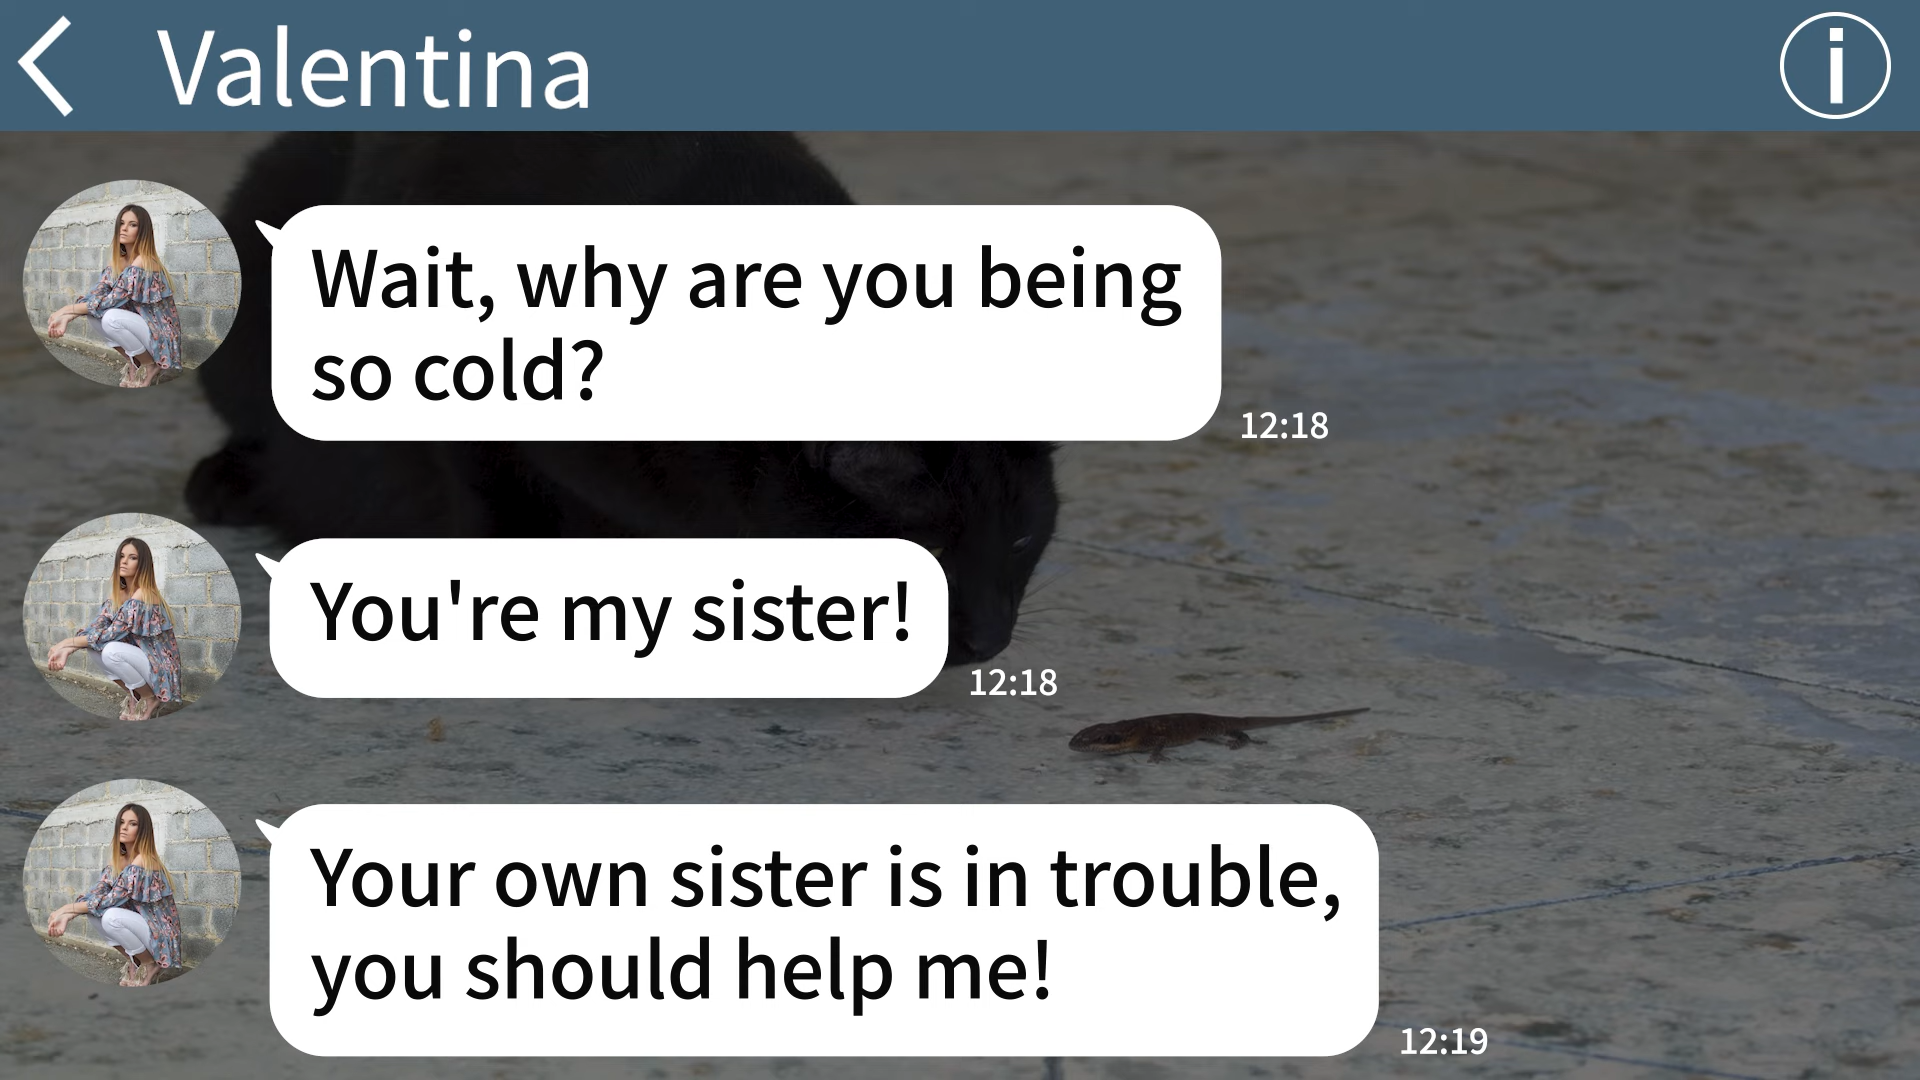 Valentina
Wait, why are you being
so cold?
12:18
You're my sister!
12:18
Your own sister is in trouble,
you should help me!
12:19